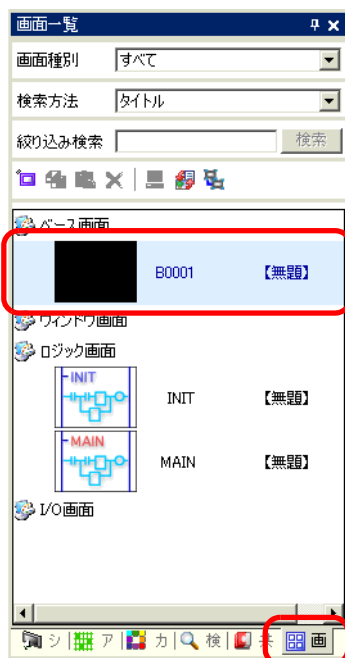 画面一覧
画面種別 すべて
検索方法 タイトル
絞り込み検索 検索
ベース画面
B0001 【無題】
ウィンドウ画面
ロジック画面
INIT
INIT 【無題】
MAIN
MAIN 【無題】
I/O画面
シ ア カ 検 共 画